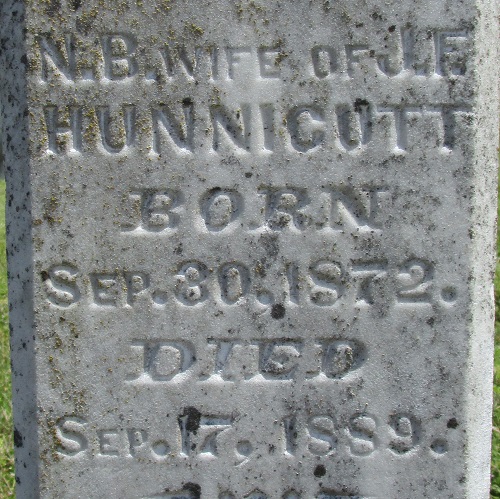 N.B. WIFE OF J.F.
HUNNICUTT
BORN
SEP. 30, 1872.
DIED
SEP. 17, 1889.